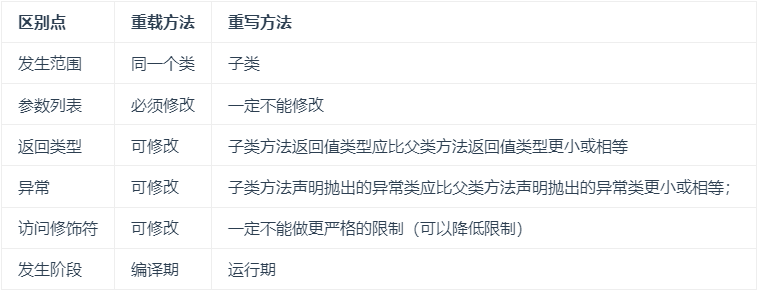 区别点 重载方法 重写方法
发生范围 同一个类 子类
参数列表 必须修改 一定不能修改
返回类型 可修改 子类方法返回值类型应比父类方法返回值类型更小或相等
异常 可修改 子类方法声明抛出的异常类应比父类方法声明抛出的异常类更小或相等；
访问修饰符 可修改 一定不能做更严格的限制（可以降低限制）
发生阶段 编译期 运行期